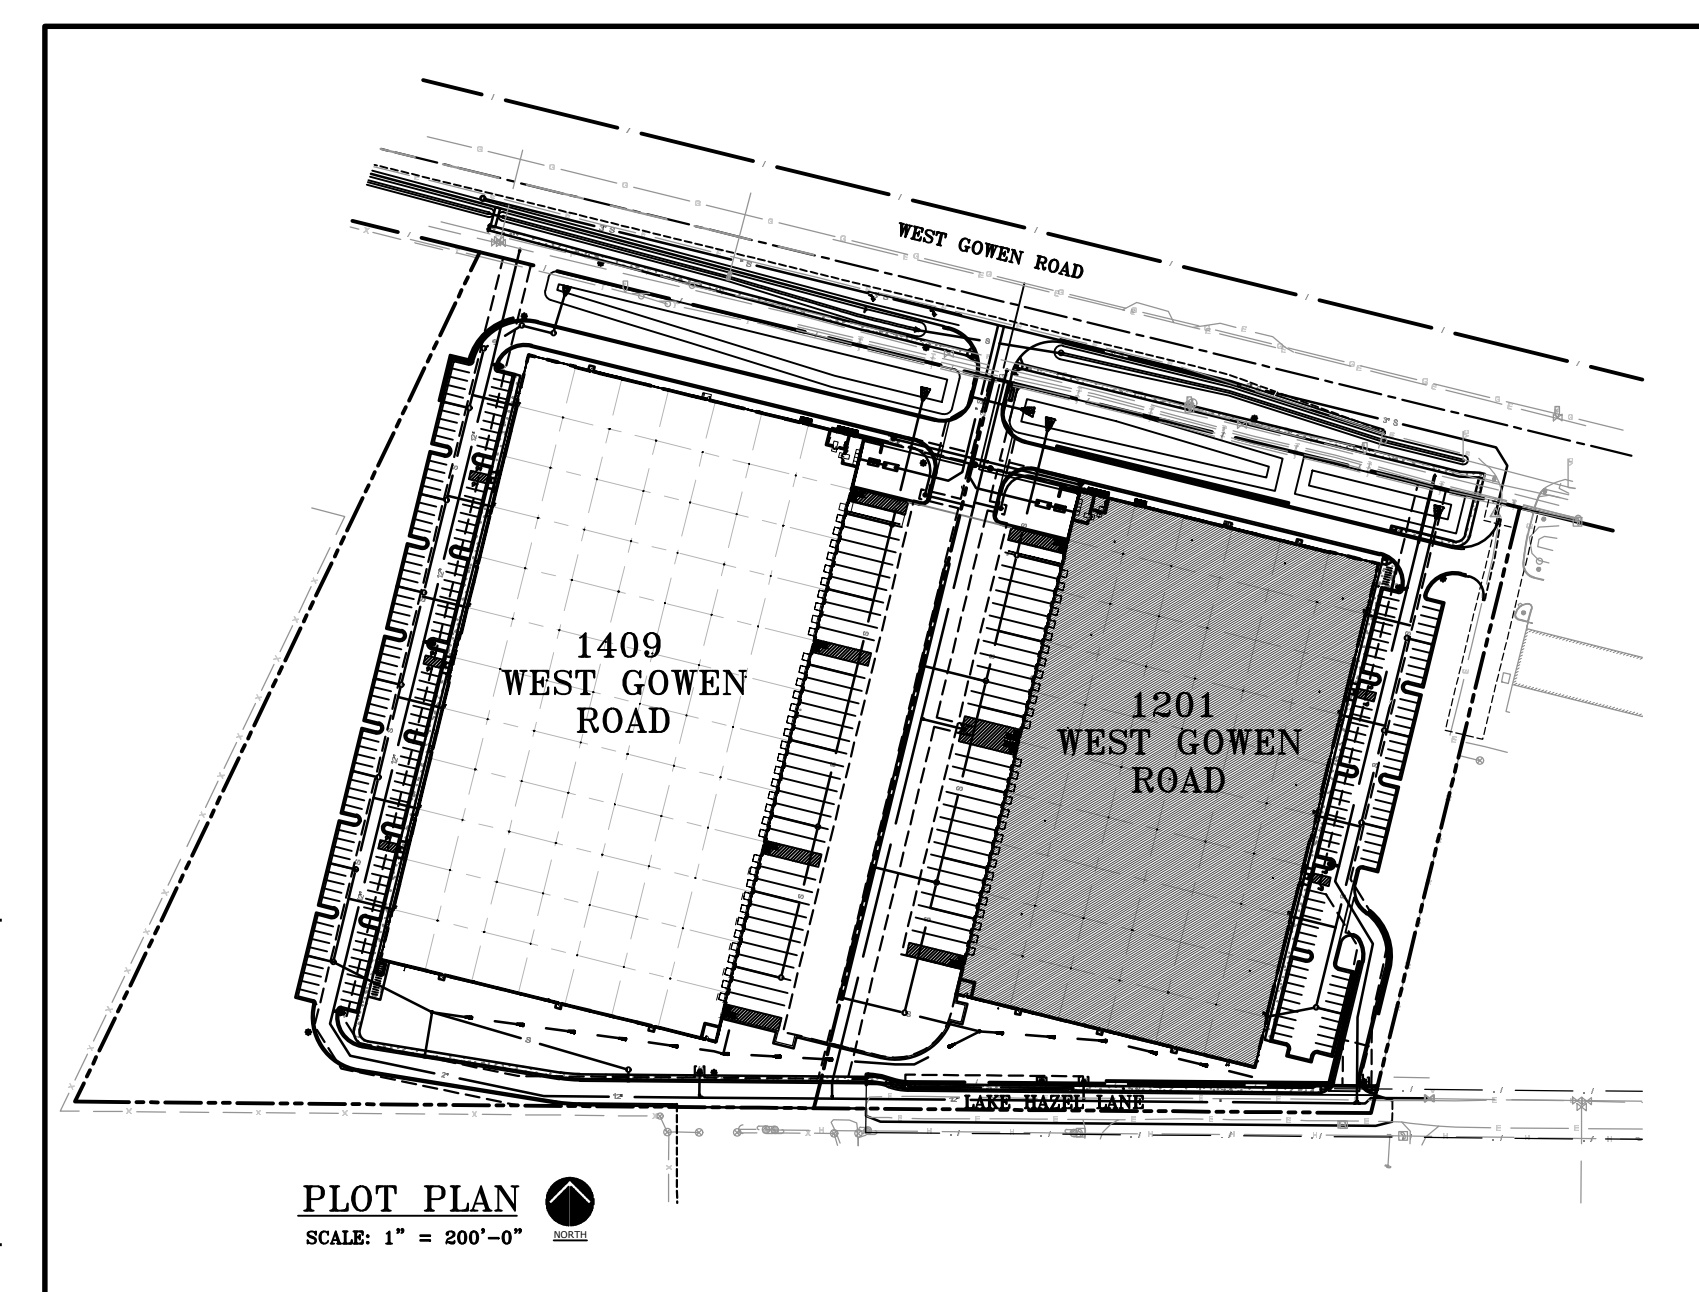 WEST GOWEN ROAD
1409
WEST GOWEN
ROAD
1201
WEST GOWEN
ROAD
LAKE HAZEL LANE
PLOT PLAN
SCALE: 1" = 200'-0"
NORTH